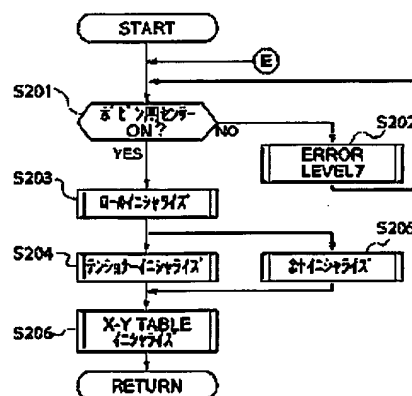 START
E
S201
ボビン用センサー
ON?
NO
YES
S202
ERROR
LEVEL7
S203
ロールイニシャライズ
S204
テンショナーイニシャライズ
S205
イニシャライズ
S206
X-Y TABLE
イニシャライズ
RETURN